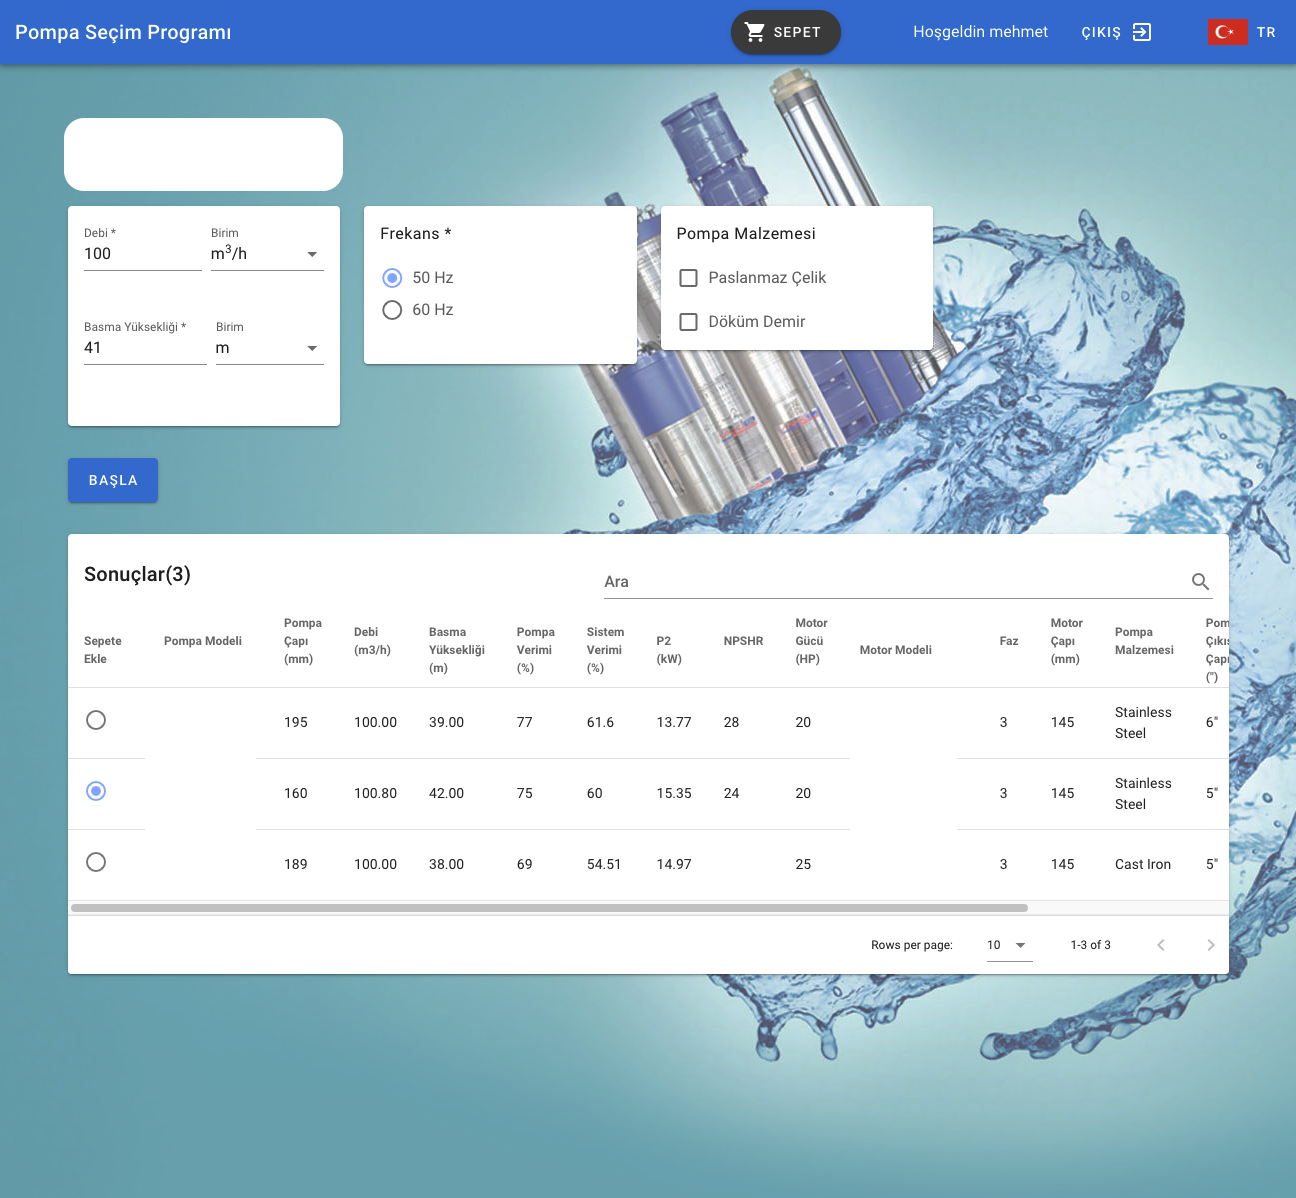 Pompa Seçim Programı
SEPET
Hoşgeldin mehmet
ÇIKIŞ
TR
Debi *
Birim
100
m³/h
Basma Yüksekliği *
Birim
41
m
Frekans *
50 Hz
60 Hz
Pompa Malzemesi
Paslanmaz Çelik
Döküm Demir
BAŞLA
Sonuçlar(3)
Ara
Sepete Ekle
Pompa Modeli
Pompa Çapı (mm)
Debi (m3/h)
Basma Yüksekliği (m)
Pompa Verimi (%)
Sistem Verimi (%)
P2 (kW)
NPSHR
Motor Gücü (HP)
Motor Modeli
Faz
Motor Çapı (mm)
Pompa Malzemesi
(")
195 100.00 39.00 77 61.6 13.77 28 20 3 145 Stainless Steel 6"
160 100.80 42.00 75 60 15.35 24 20 3 145 Stainless Steel 5"
189 100.00 38.00 69 54.51 14.97 25 3 145 Cast Iron 5"
Rows per page: 10 1-3 of 3